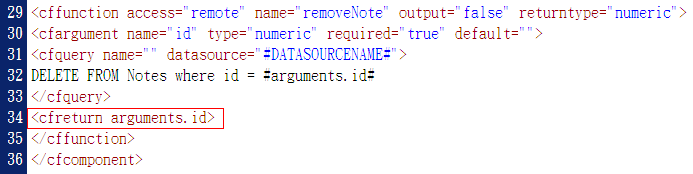 29 <cffunction access="remote" name="removeNote" output="false" returntype="numeric">
30 <cfargument name="id" type="numeric" required="true" default="">
31 <cfquery name="" datasource="#DATASOURCENAME#">
32 DELETE FROM Notes where id = #arguments.id#
33 </cfquery>
34 <cfreturn arguments.id>
35 </cffunction>
36 </cfcomponent>